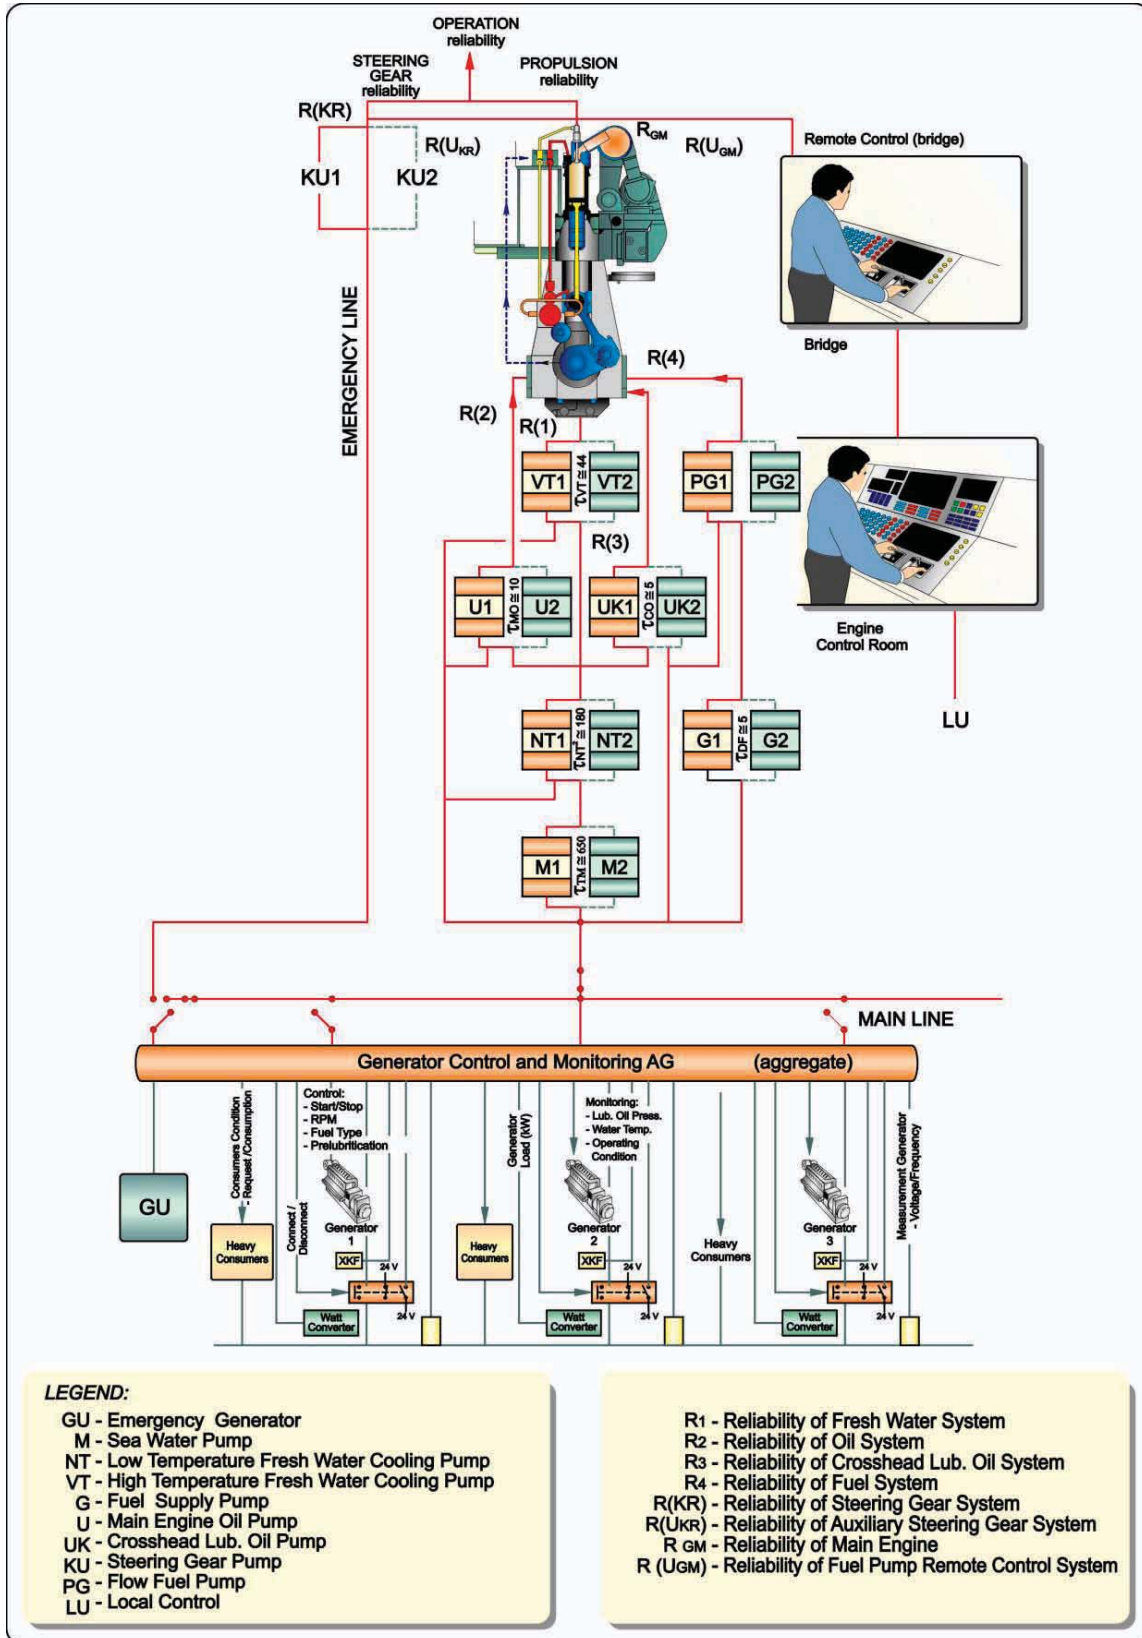 OPERATION
reliability
STEERING
GEAR
reliability
PROPULSION
reliability
R(KR)
R(UKR)
RGM
R(UGM)
Remote Control (bridge)
KU1
KU2
EMERGENCY LINE
Bridge
R(4)
R(2)
R(1)
VT1
τVT ≅ 44
VT2
PG1
PG2
R(3)
U1
τMO ≅ 10
U2
UK1
τCO ≅ 5
UK2
Engine
Control Room
LU
NT1
τNT² ≅ 180
NT2
G1
τDF ≅ 5
G2
M1
τTM ≅ 650
M2
MAIN LINE
Generator Control and Monitoring AG (aggregate)
Consumers Condition
- Request /Consumption
Control:
- Start/Stop
- RPM
- Fuel Type
- Prelubritication
Connect /
Disconnect
Generator
Load (kW)
Monitoring:
- Lub. Oil Press.
- Water Temp.
- Operating
Condition
Measurement Generator
- Voltage/Frequency
GU
Heavy
Consumers
Generator
1
XKF
24 V
24 V
Watt
Converter
Heavy
Consumers
Generator
2
XKF
24 V
24 V
Watt
Converter
Heavy
Consumers
Generator
3
XKF
24 V
24 V
Watt
Converter
LEGEND:
GU - Emergency Generator
M - Sea Water Pump
NT - Low Temperature Fresh Water Cooling Pump
VT - High Temperature Fresh Water Cooling Pump
G - Fuel Supply Pump
U - Main Engine Oil Pump
UK - Crosshead Lub. Oil Pump
KU - Steering Gear Pump
PG - Flow Fuel Pump
LU - Local Control
R1 - Reliability of Fresh Water System
R2 - Reliability of Oil System
R3 - Reliability of Crosshead Lub. Oil System
R4 - Reliability of Fuel System
R(KR) - Reliability of Steering Gear System
R(UKR) - Reliability of Auxiliary Steering Gear System
R GM - Reliability of Main Engine
R (UGM) - Reliability of Fuel Pump Remote Control System